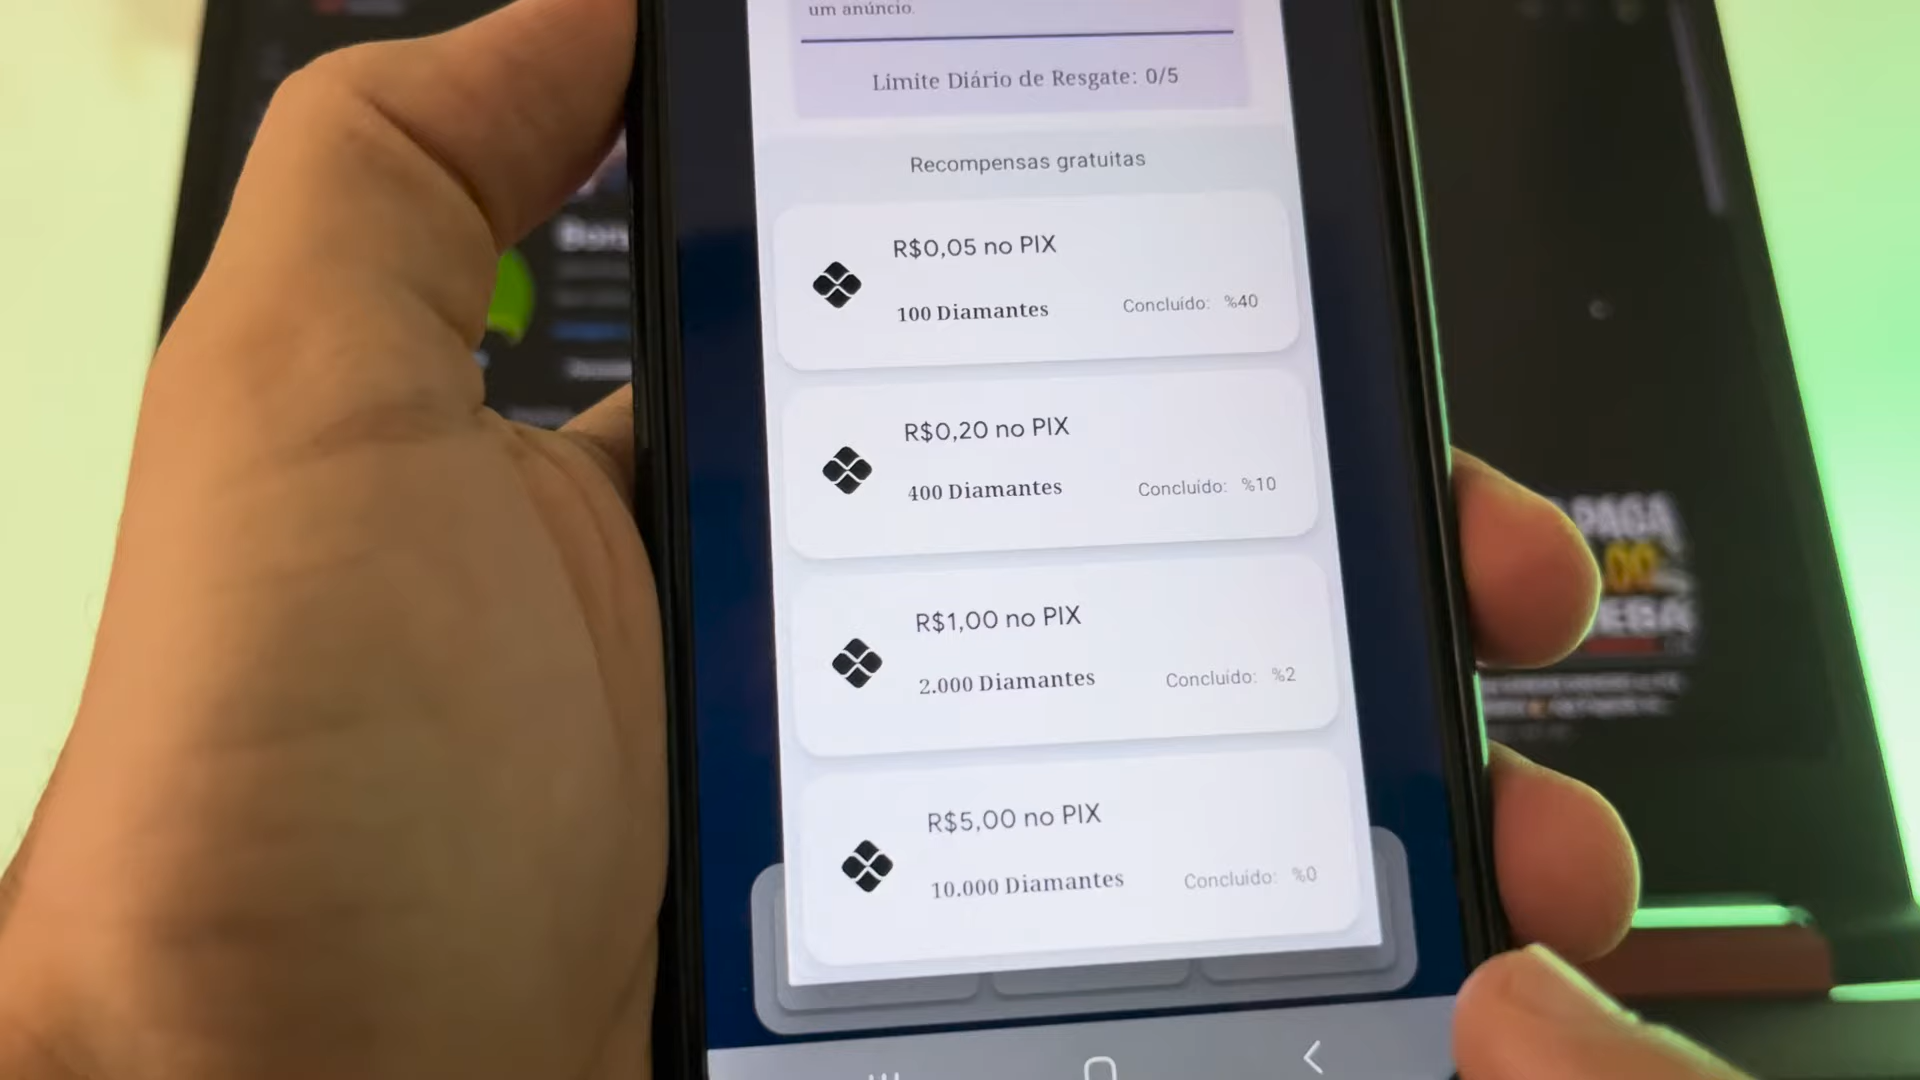 um anúncio.
Limite Diário de Resgate: 0/5
Recompensas gratuitas
R$0,05 no PIX
100 Diamantes Concluído: %40
R$0,20 no PIX
400 Diamantes Concluído: %10
R$1,00 no PIX
2.000 Diamantes Concluído: %2
R$5,00 no PIX
10.000 Diamantes Concluído: %0
PAGA